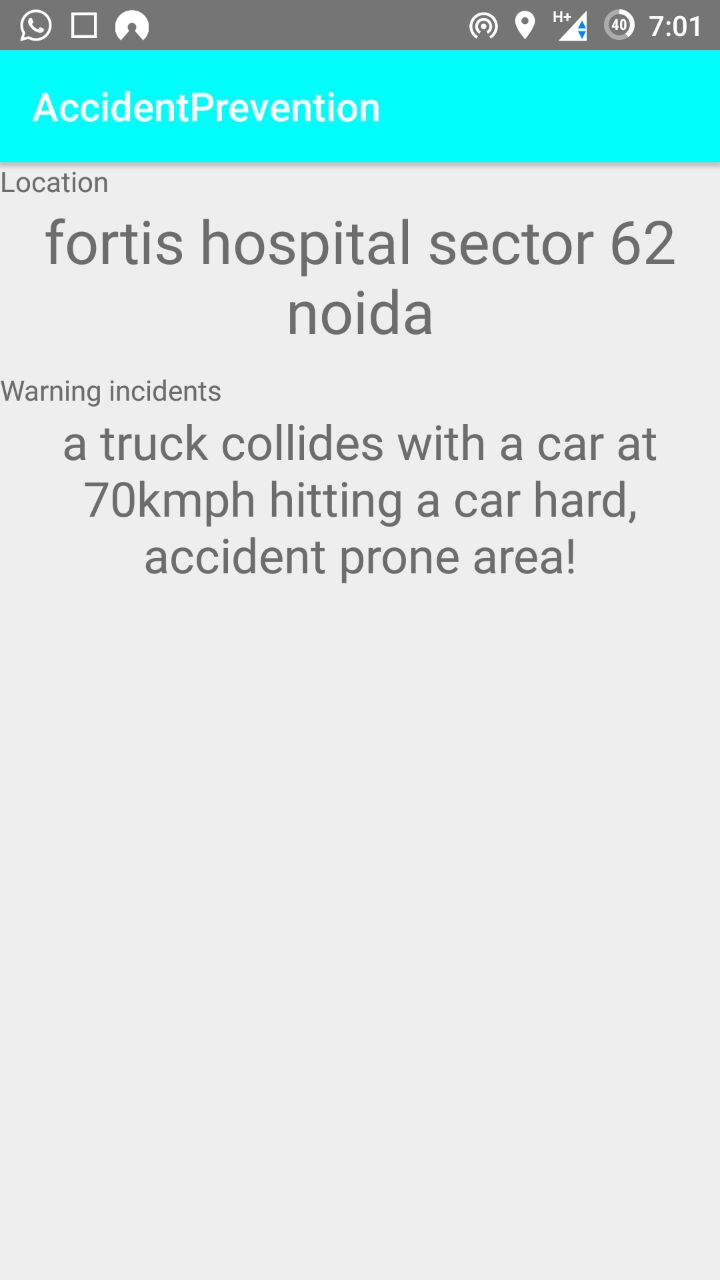 H+ 40 7:01
AccidentPrevention
Location
fortis hospital sector 62
noida
Warning incidents
a truck collides with a car at
70kmph hitting a car hard,
accident prone area!